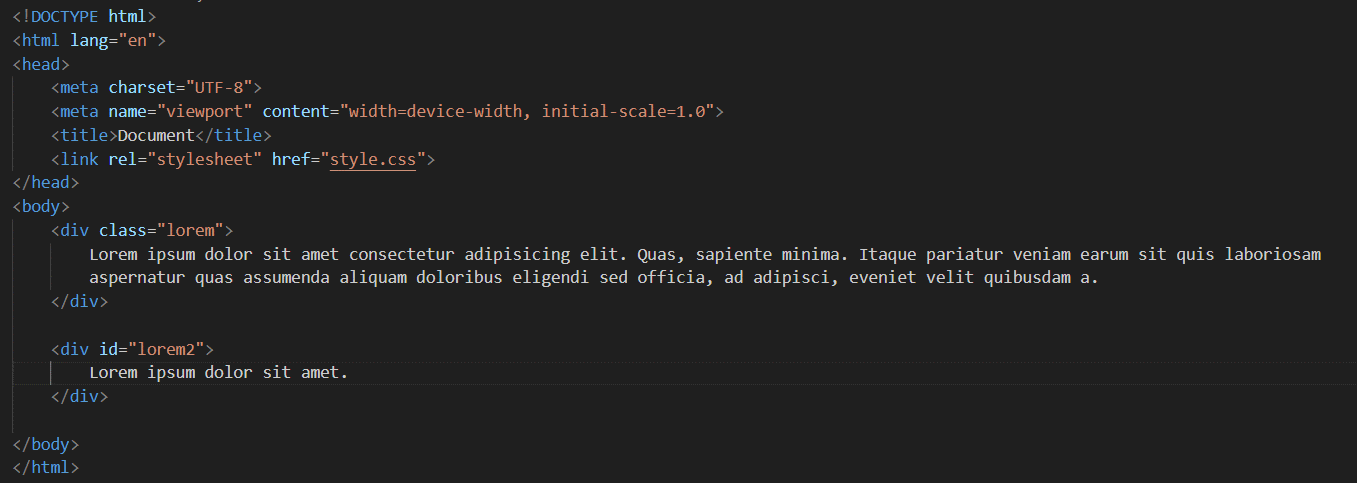 <!DOCTYPE html>
<html lang="en">
<head>
    <meta charset="UTF-8">
    <meta name="viewport" content="width=device-width, initial-scale=1.0">
    <title>Document</title>
    <link rel="stylesheet" href="style.css">
</head>
<body>
    <div class="lorem">
        Lorem ipsum dolor sit amet consectetur adipisicing elit. Quas, sapiente minima. Itaque pariatur veniam earum sit quis laboriosam
        aspernatur quas assumenda aliquam doloribus eligendi sed officia, ad adipisci, eveniet velit quibusdam a.
    </div>
    <div id="lorem2">
        Lorem ipsum dolor sit amet.
    </div>
</body>
</html>